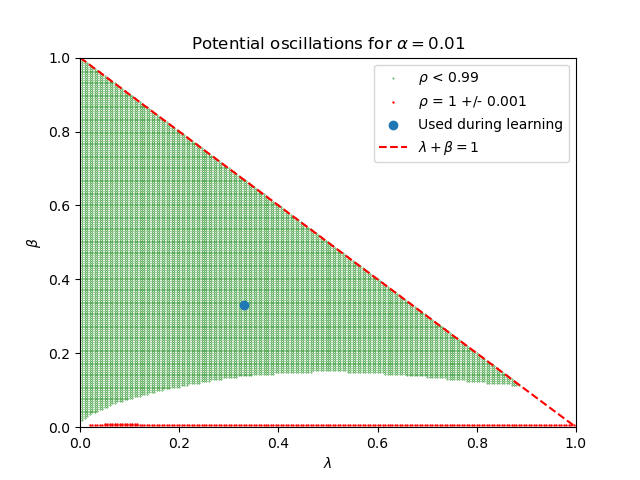 Potential oscillations for α = 0.01
ρ < 0.99
ρ = 1 +/- 0.001
Used during learning
λ + β = 1
1.0
0.8
0.6
0.4
0.2
0.0
β
0.0 0.2 0.4 0.6 0.8 1.0
λ